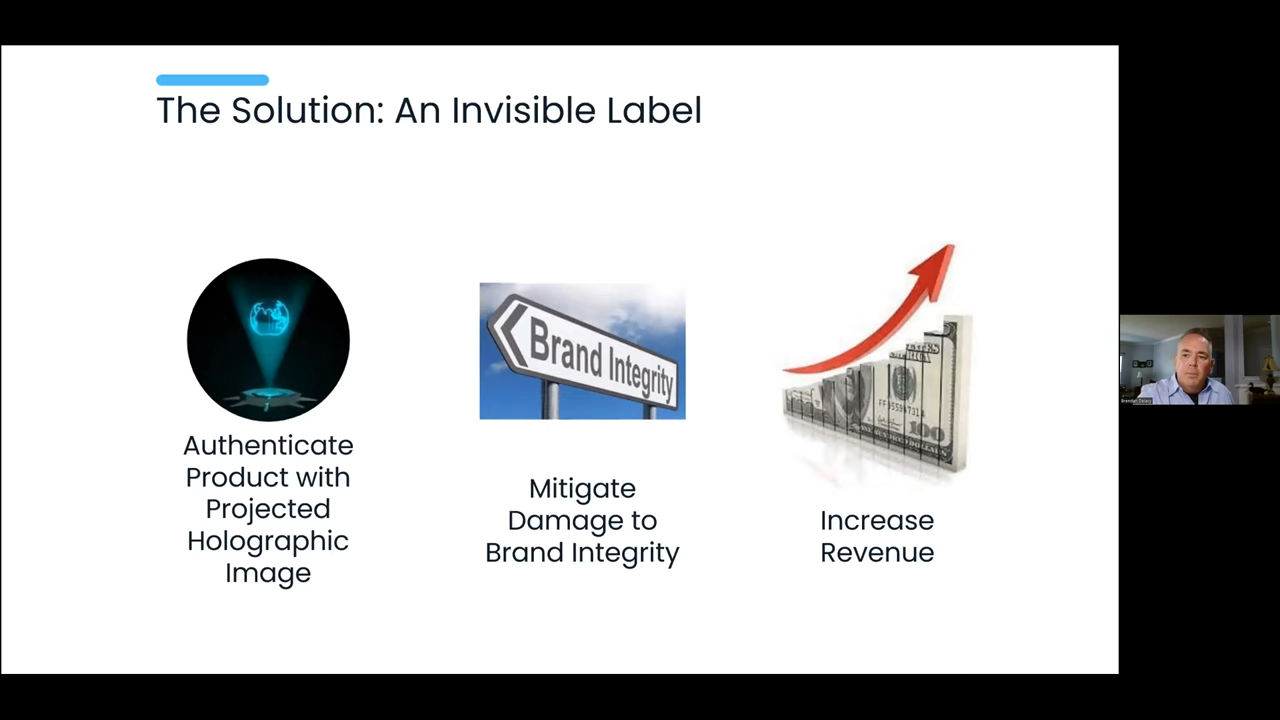 The Solution: An Invisible Label
Brand Integrity
100
Authenticate
Product with
Projected
Holographic
Image
Mitigate
Damage to
Brand Integrity
Increase
Revenue